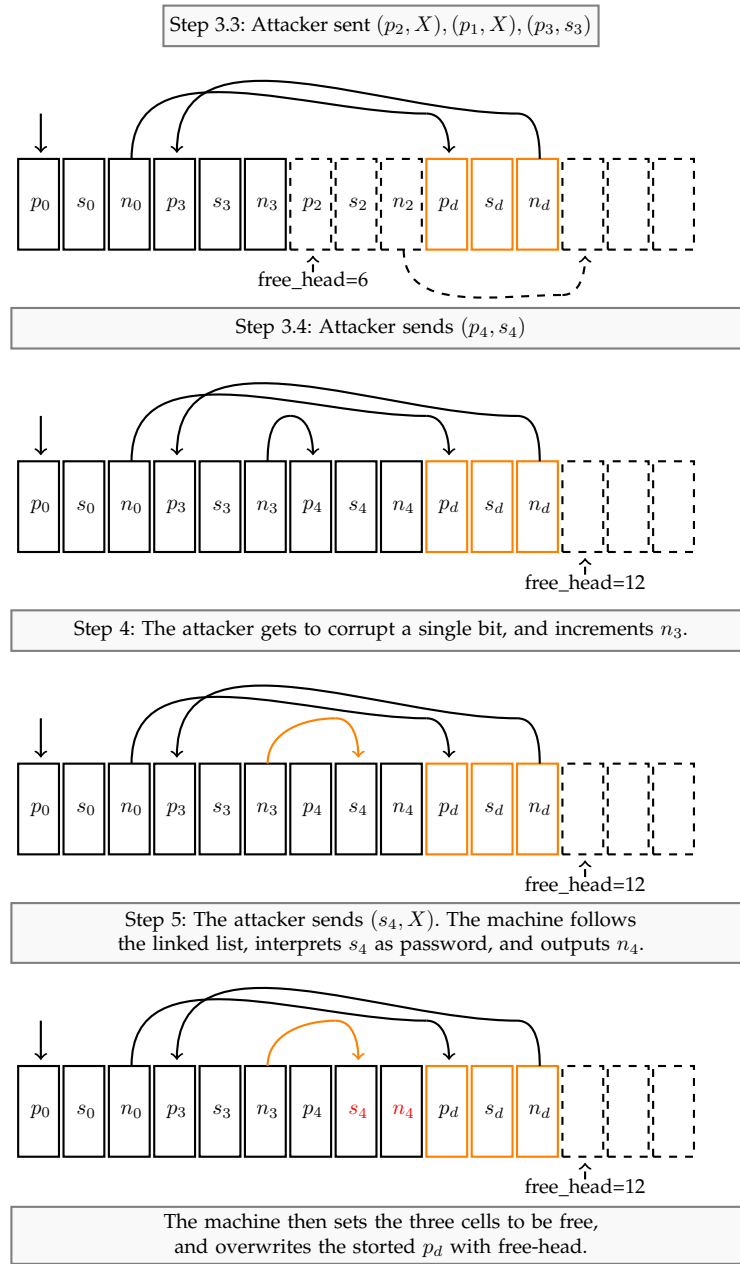 Step 3.3: Attacker sent (p₂, X), (p₁, X), (p₃, s₃)
p₀ s₀ n₀ p₃ s₃ n₃ p₂ s₂ n₂ p_d s_d n_d
free_head=6
Step 3.4: Attacker sends (p₄, s₄)
p₀ s₀ n₀ p₃ s₃ n₃ p₄ s₄ n₄ p_d s_d n_d
free_head=12
Step 4: The attacker gets to corrupt a single bit, and increments n₃.
p₀ s₀ n₀ p₃ s₃ n₃ p₄ s₄ n₄ p_d s_d n_d
free_head=12
Step 5: The attacker sends (s₄, X). The machine follows
the linked list, interprets s₄ as password, and outputs n₄.
p₀ s₀ n₀ p₃ s₃ n₃ p₄ s₄ n₄ p_d s_d n_d
free_head=12
The machine then sets the three cells to be free,
and overwrites the storted p_d with free-head.